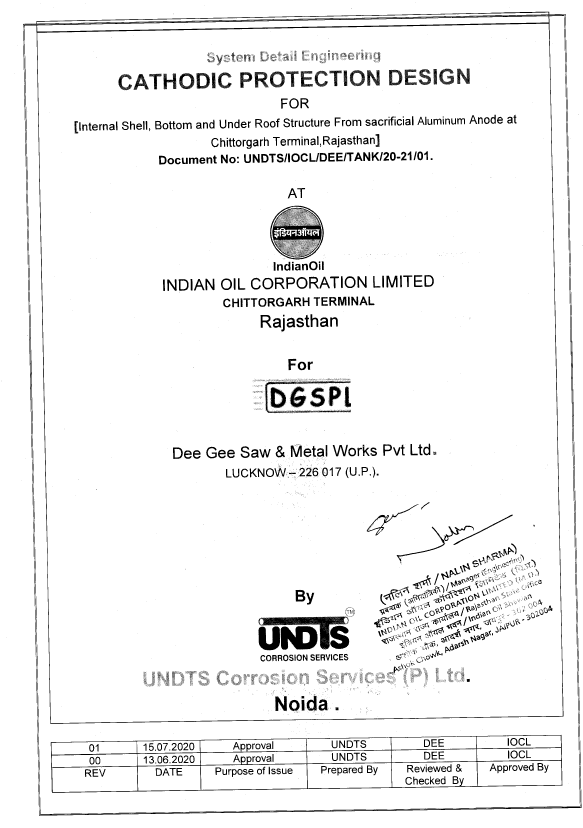 System Detail Engineering
CATHODIC PROTECTION DESIGN
FOR
[Internal Shell, Bottom and Under Roof Structure From sacrificial Aluminum Anode at
Chittorgarh Terminal,Rajasthan]
Document No: UNDTS/IOCL/DEE/TANK/20-21/01.
AT
इंडियनऑयल
IndianOil
INDIAN OIL CORPORATION LIMITED
CHITTORGARH TERMINAL
Rajasthan
For
DGSPL
Dee Gee Saw & Metal Works Pvt Ltd.
LUCKNOW – 226 017 (U.P.).
(नलिन शर्मा / NALIN SHARMA)
प्रबन्धक (अभियांत्रिकी) / Manager (Engineering)
इंडियन ऑयल कॉर्पोरेशन लिमिटेड (वि.प्र.)
INDIAN OIL CORPORATION LIMITED (M.D.)
राजस्थान राज्य कार्यालय / Rajasthan State Office
इंडियन ऑयल भवन / Indian Oil Bhawan
अशोक चौक, आदर्श नगर, जयपुर - 302 004
Ashok Chowk, Adarsh Nagar, JAIPUR - 302004
By
UNDTS TM
CORROSION SERVICES
UNDTS Corrosion Services (P) Ltd.
Noida .
01 15.07.2020 Approval UNDTS DEE IOCL
00 13.06.2020 Approval UNDTS DEE IOCL
REV DATE Purpose of Issue Prepared By Reviewed & Approved By
Checked By